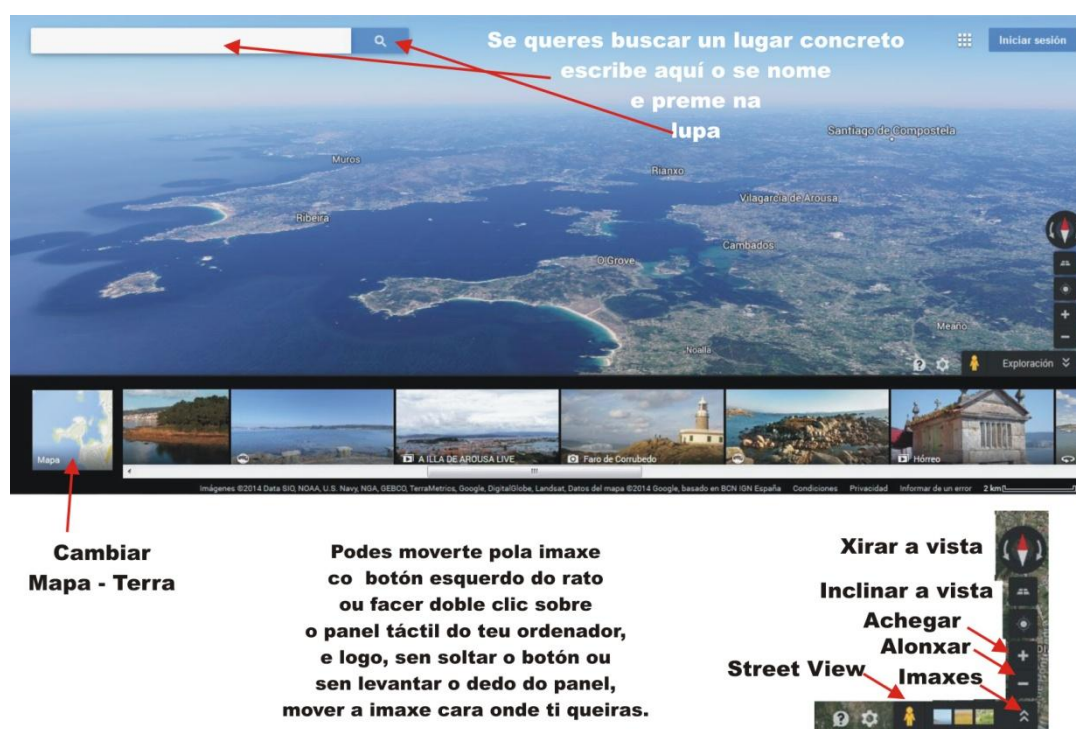 Se queres buscar un lugar concreto
escribe aquí o se nome
e preme na
lupa
Iniciar sesión
Santiago de Compostela
Muros
Rianxo
Vilagarcía de Arousa
Ribeira
Cambados
O Grove
Meaño
Noalla
Exploración
Mapa
A ILLA DE AROUSA LIVE
Faro de Corrubedo
Hórreo
Imágenes ©2014 Data SIO, NOAA, U.S. Navy, NGA, GEBCO, TerraMetrics, Google, DigitalGlobe, Landsat, Datos del mapa ©2014 Google, basado en BCN IGN España Condiciones Privacidad Informar de un error 2 km
Cambiar
Mapa - Terra
Podes moverte pola imaxe
co botón esquerdo do rato
ou facer doble clic sobre
o panel táctil do teu ordenador,
e logo, sen soltar o botón ou
sen levantar o dedo do panel,
mover a imaxe cara onde ti queiras.
Xirar a vista
Inclinar a vista
Achegar
Alonxar
Street View
Imaxes